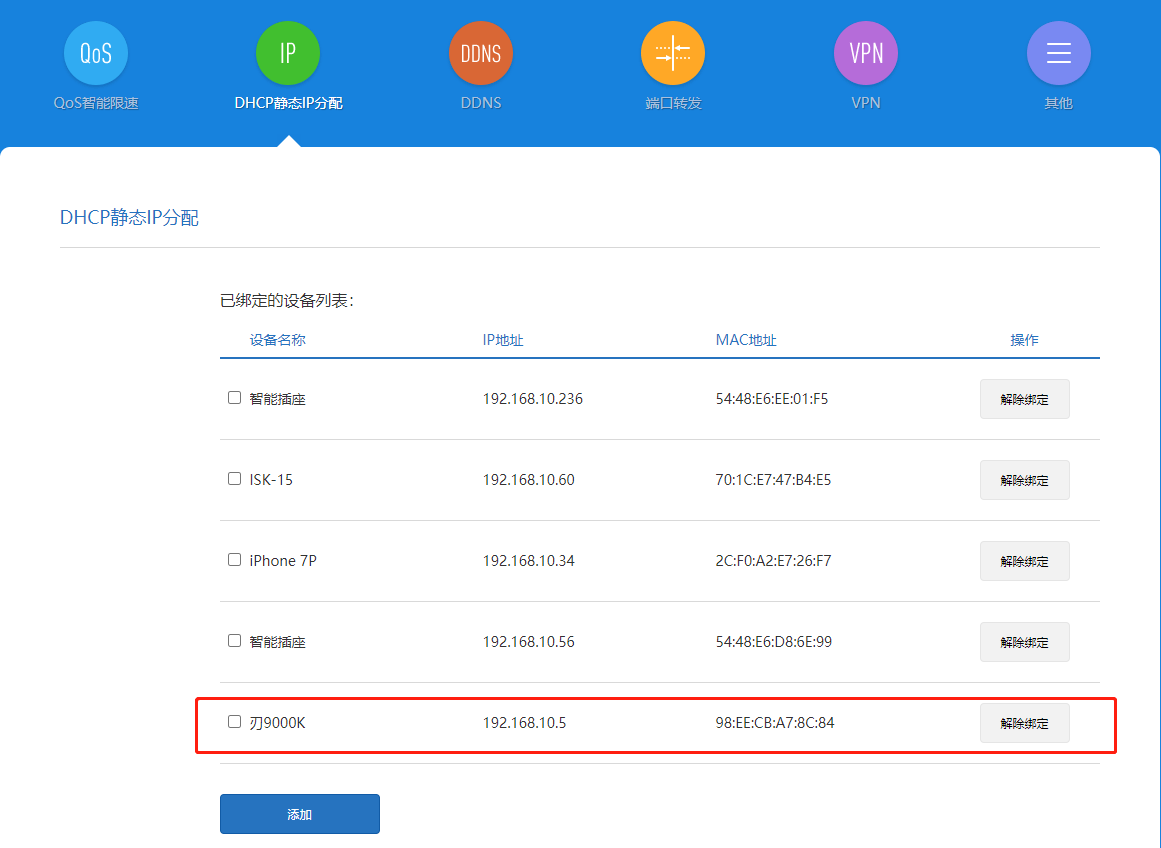 QoS IP DDNS VPN
QoS智能限速 DHCP静态IP分配 DDNS 端口转发 VPN 其他
DHCP静态IP分配
已绑定的设备列表：
设备名称 IP地址 MAC地址 操作
智能插座 192.168.10.236 54:48:E6:EE:01:F5 解除绑定
ISK-15 192.168.10.60 70:1C:E7:47:B4:E5 解除绑定
iPhone 7P 192.168.10.34 2C:F0:A2:E7:26:F7 解除绑定
智能插座 192.168.10.56 54:48:E6:D8:6E:99 解除绑定
刃9000K 192.168.10.5 98:EE:CB:A7:8C:84 解除绑定
添加